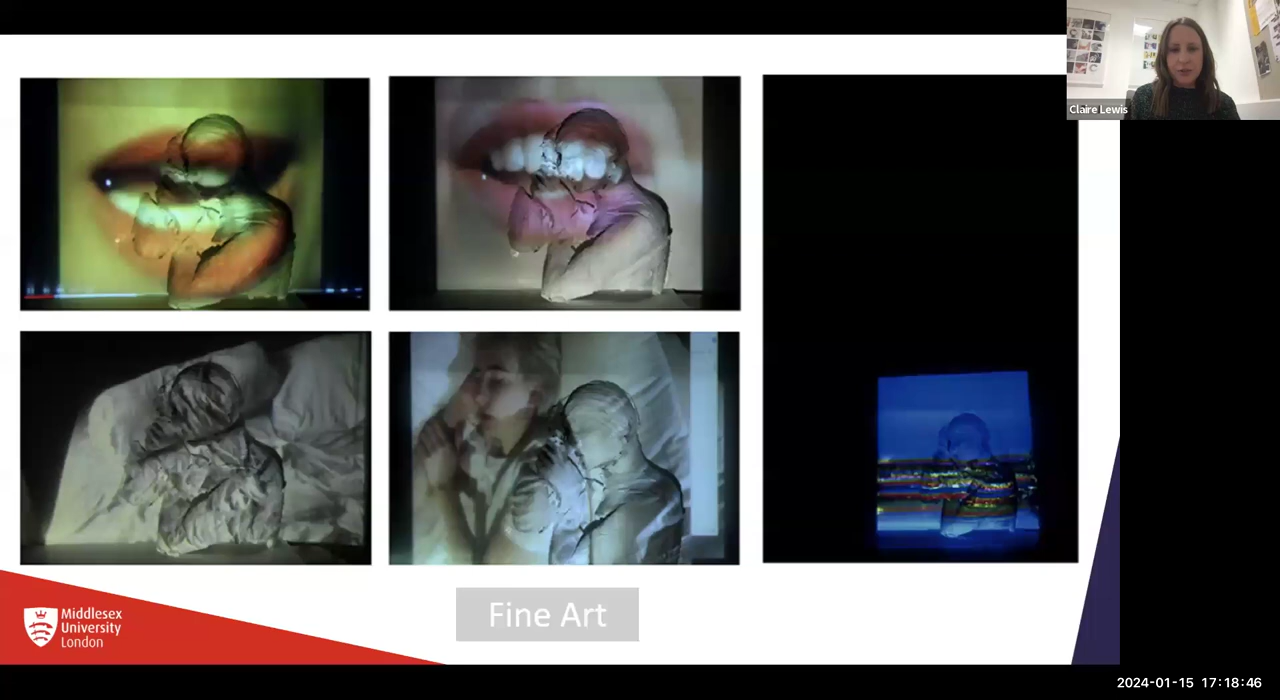 Claire Lewis
Fine Art
Middlesex
University
London
2024-01-15 17:18:46